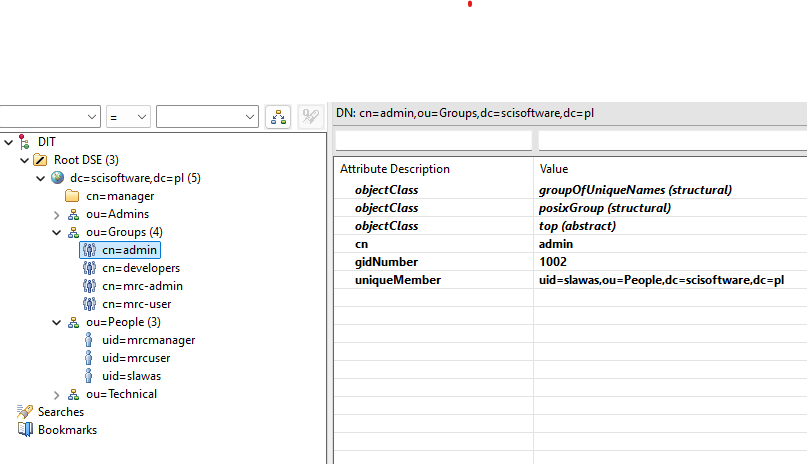 =
DIT
Root DSE (3)
dc=scisoftware,dc=pl (5)
cn=manager
ou=Admins
ou=Groups (4)
cn=admin
cn=developers
cn=mrc-admin
cn=mrc-user
ou=People (3)
uid=mrcmanager
uid=mrcuser
uid=slawas
ou=Technical
Searches
Bookmarks
DN: cn=admin,ou=Groups,dc=scisoftware,dc=pl
Attribute Description Value
objectClass groupOfUniqueNames (structural)
objectClass posixGroup (structural)
objectClass top (abstract)
cn admin
gidNumber 1002
uniqueMember uid=slawas,ou=People,dc=scisoftware,dc=pl